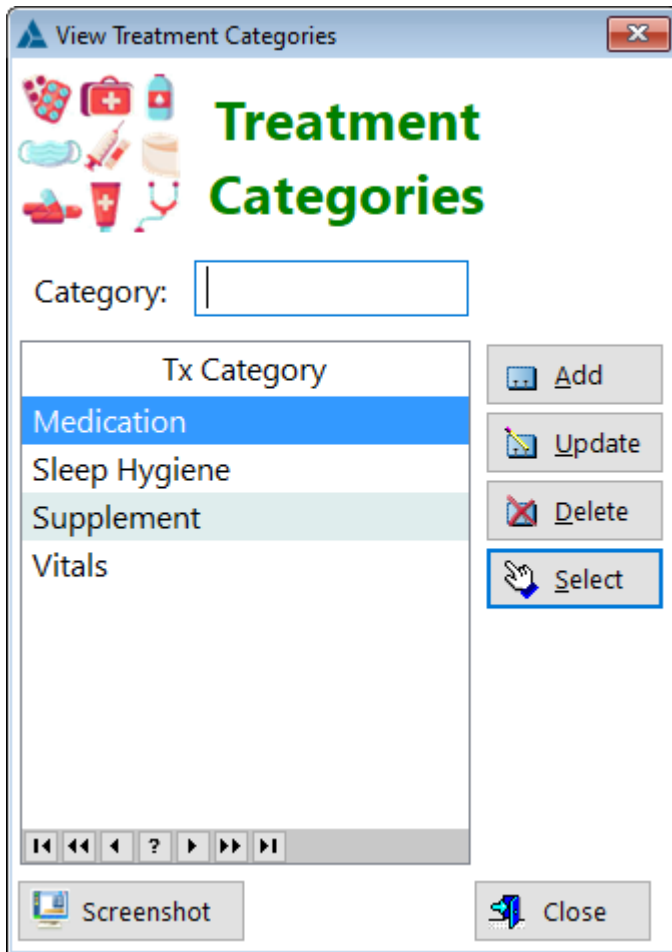 View Treatment Categories
Treatment
Categories
Category:
Tx Category
Medication
Sleep Hygiene
Supplement
Vitals
Add
Update
Delete
Select
?
Screenshot
Close